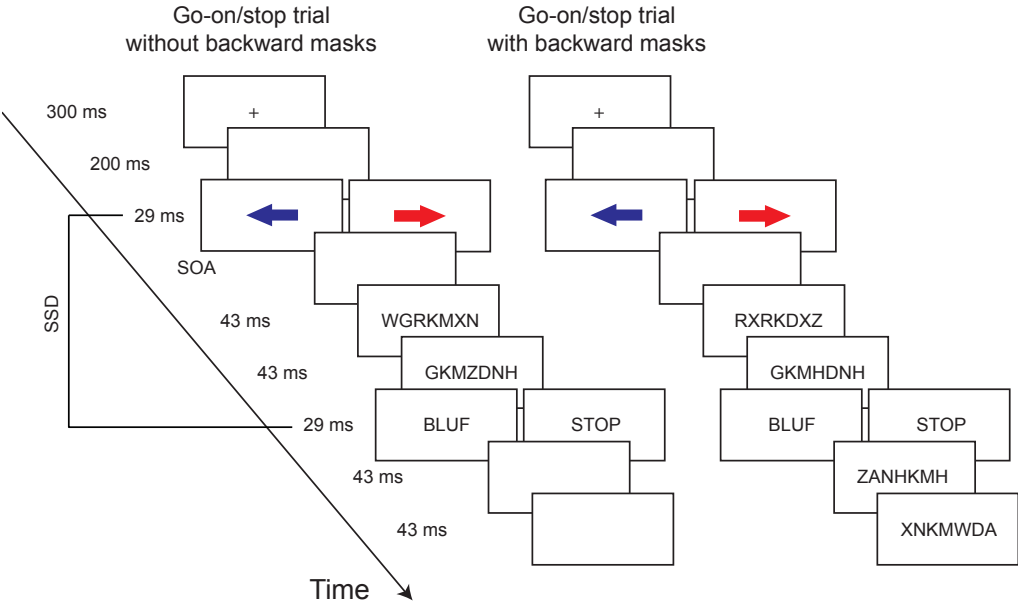 Go-on/stop trial
without backward masks
Go-on/stop trial
with backward masks
300 ms
+
+
200 ms
29 ms
SOA
SSD
43 ms
WGRKMXN
RXRKDXZ
43 ms
GKMZDNH
GKMHDNH
29 ms
BLUF
STOP
BLUF
STOP
43 ms
ZANHKMH
43 ms
XNKMWDA
Time